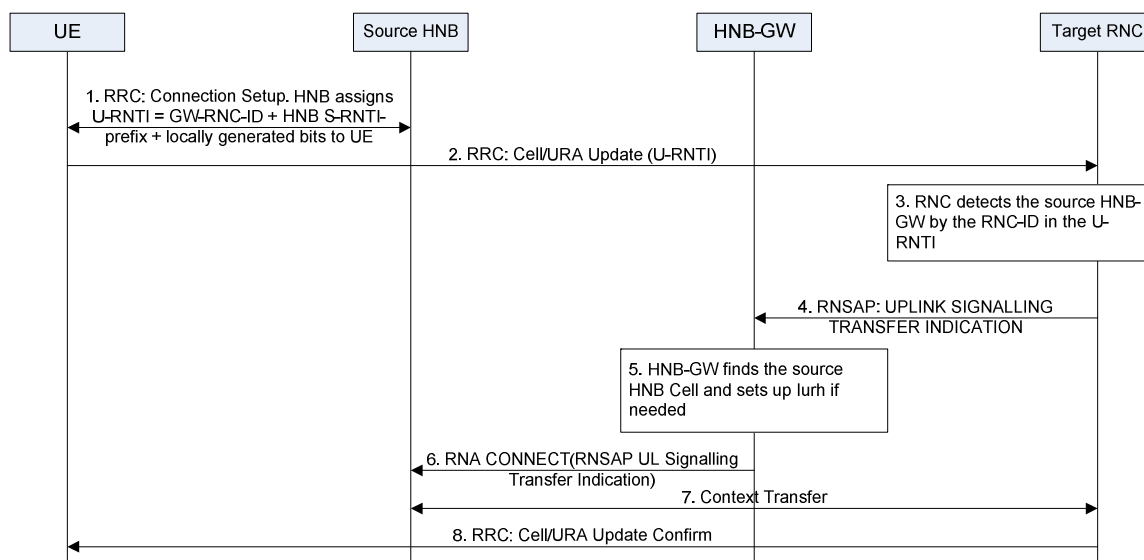 UE
Source HNB
HNB-GW
Target RNC
1. RRC: Connection Setup. HNB assigns
U-RNTI = GW-RNC-ID + HNB S-RNTI-
prefix + locally generated bits to UE
2. RRC: Cell/URA Update (U-RNTI)
3. RNC detects the source HNB-
GW by the RNC-ID in the U-
RNTI
4. RNSAP: UPLINK SIGNALLING
TRANSFER INDICATION
5. HNB-GW finds the source
HNB Cell and sets up Iurh if
needed
6. RNA CONNECT(RNSAP UL Signalling
Transfer Indication)
7. Context Transfer
8. RRC: Cell/URA Update Confirm